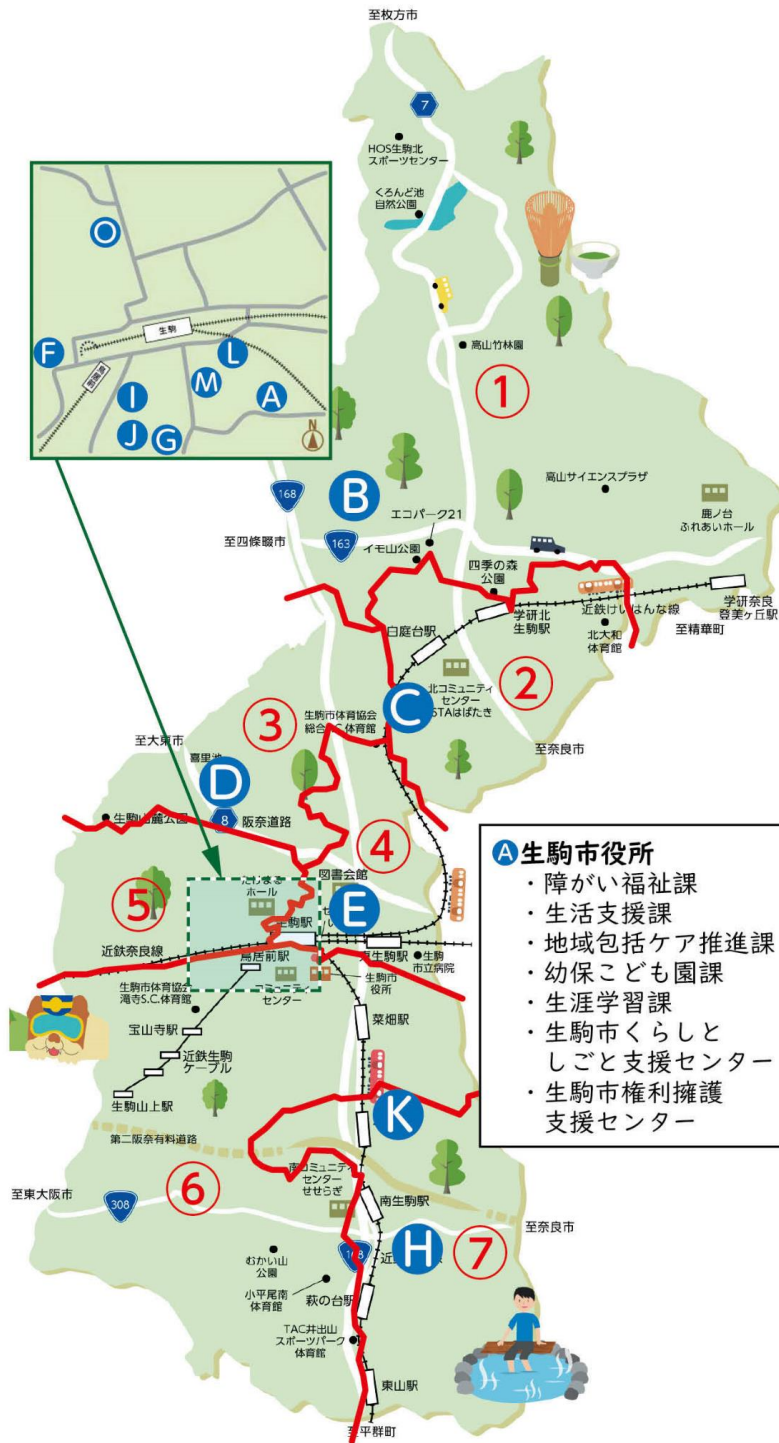 至枚方市
7
HOS生駒北
スポーツセンター
くろんど池
自然公園
O
生駒
F
L
I
M
A
J
G
N
高山竹林園
①
B
高山サイエンスプラザ
168
エコパーク21
鹿ノ台
ふれあいホール
至四條畷市
163
イモ山公園
四季の森
公園
学研北
生駒駅
近鉄けいはんな線
学研奈良
登美ヶ丘駅
白庭台駅
北大和
体育館
至精華町
②
C
北コミュニティ
センター
ISTAはばたき
③
生駒市体育協会
総合S.C.体育館
至大東市
喜里池
至奈良市
D
生駒山麓公園
8
阪奈道路
④
A生駒市役所
・障がい福祉課
・生活支援課
・地域包括ケア推進課
・幼保こども園課
・生涯学習課
・生駒市くらしと
しごと支援センター
・生駒市権利擁護
支援センター
⑤
図書会館
ホール
E
生駒駅
近鉄奈良線
鳥居前駅
東生駒駅
生駒
市立病院
生駒市体育協会
滝寺S.C.体育館
コミュニティ
センター
生駒市
役所
宝山寺駅
菜畑駅
近鉄生駒
ケーブル
生駒山上駅
K
第二阪奈有料道路
⑥
南コミュニティ
センター
せせらぎ
至東大阪市
308
南生駒駅
至奈良市
H
⑦
168
むかい山
公園
小平尾南
体育館
萩の台駅
TAC井出山
スポーツパーク
体育館
東山駅
至平群町